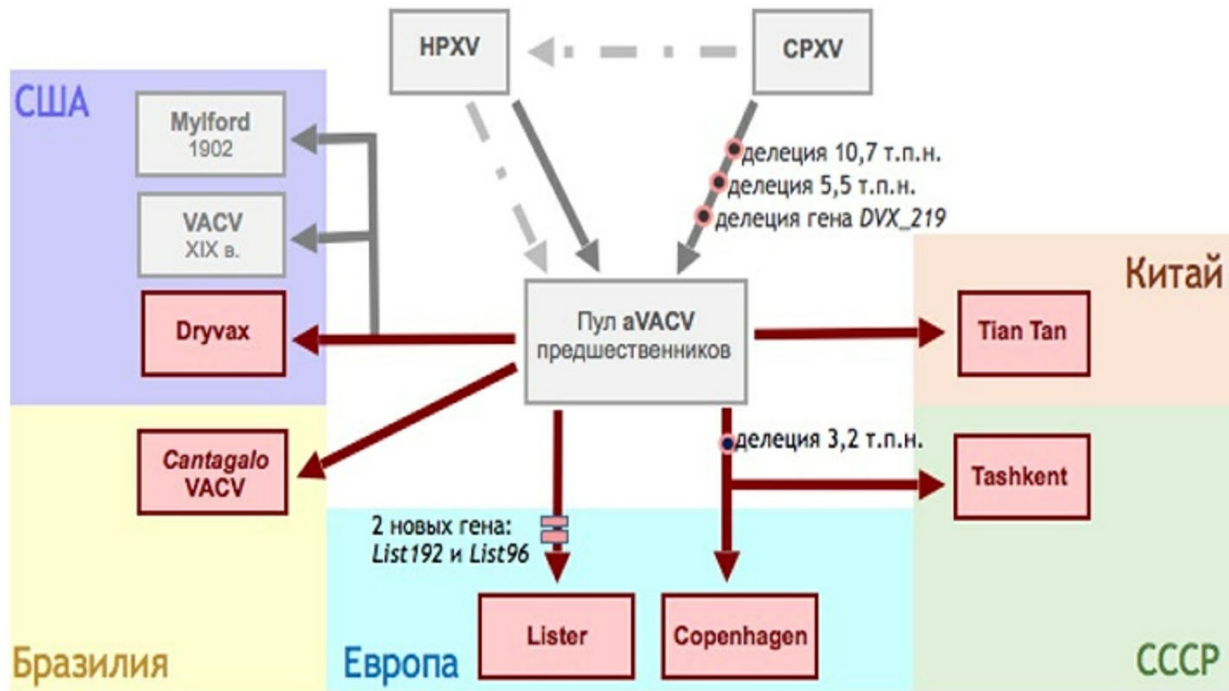 HPXV
CPXV
США
Mylford
1902
делеция 10,7 т.п.н.
делеция 5,5 т.п.н.
делеция гена DVX_219
VACV
XIX в.
Китай
Dryvax
Пул aVACV
предшественников
Tian Tan
делеция 3,2 т.п.н.
Cantagalo
VACV
Tashkent
2 новых гена:
List192 и List96
Lister
Copenhagen
Бразилия
Европа
СССР